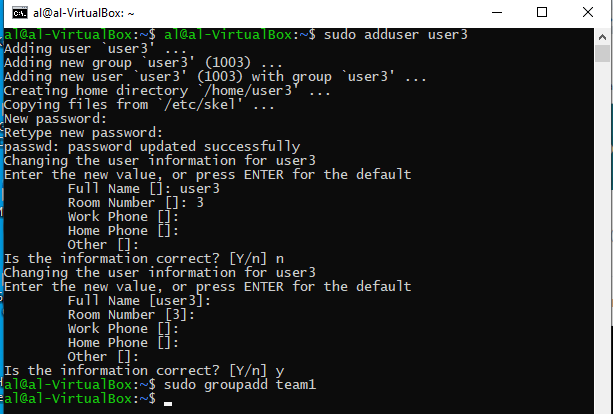 al@al-VirtualBox: ~
al@al-VirtualBox:~$ al@al-VirtualBox:~$ sudo adduser user3
Adding user `user3' ...
Adding new group `user3' (1003) ...
Adding new user `user3' (1003) with group `user3' ...
Creating home directory `/home/user3' ...
Copying files from `/etc/skel' ...
New password:
Retype new password:
passwd: password updated successfully
Changing the user information for user3
Enter the new value, or press ENTER for the default
        Full Name []: user3
        Room Number []: 3
        Work Phone []:
        Home Phone []:
        Other []:
Is the information correct? [Y/n] n
Changing the user information for user3
Enter the new value, or press ENTER for the default
        Full Name [user3]:
        Room Number [3]:
        Work Phone []:
        Home Phone []:
        Other []:
Is the information correct? [Y/n] y
al@al-VirtualBox:~$ sudo groupadd team1
al@al-VirtualBox:~$